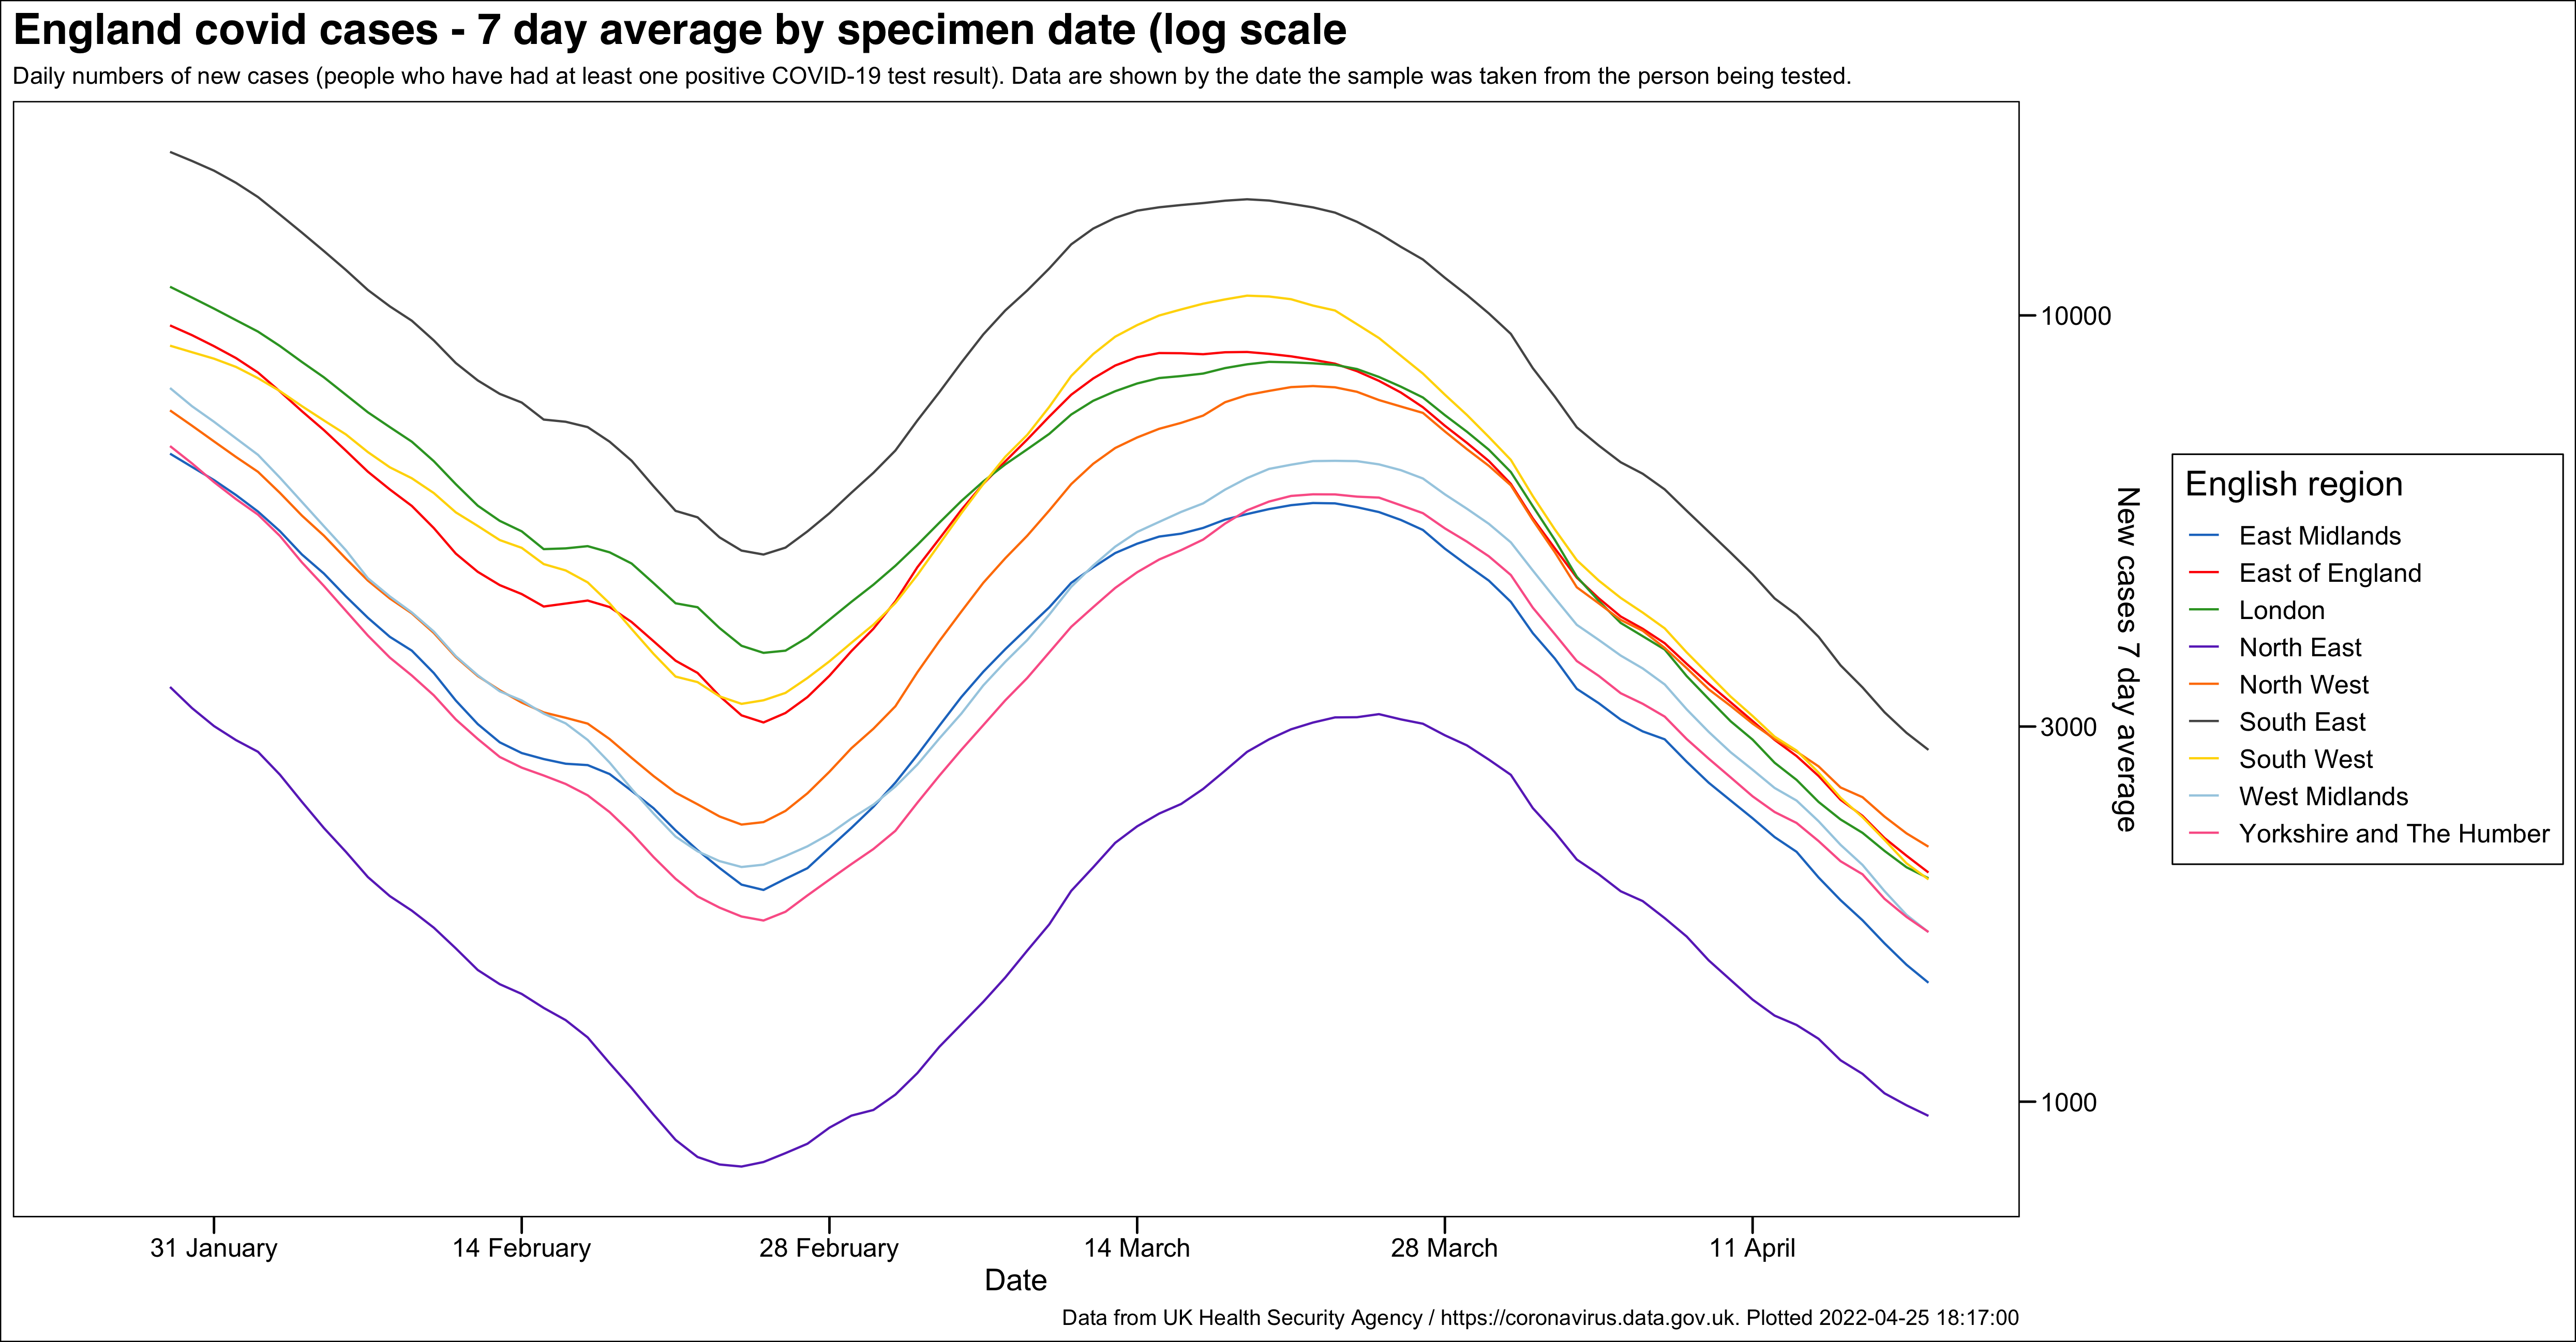 England covid cases - 7 day average by specimen date (log scale
Daily numbers of new cases (people who have had at least one positive COVID-19 test result). Data are shown by the date the sample was taken from the person being tested.
10000
3000
1000
New cases 7 day average
English region
East Midlands
East of England
London
North East
North West
South East
South West
West Midlands
Yorkshire and The Humber
31 January
14 February
28 February
14 March
28 March
11 April
Date
Data from UK Health Security Agency / https://coronavirus.data.gov.uk. Plotted 2022-04-25 18:17:00